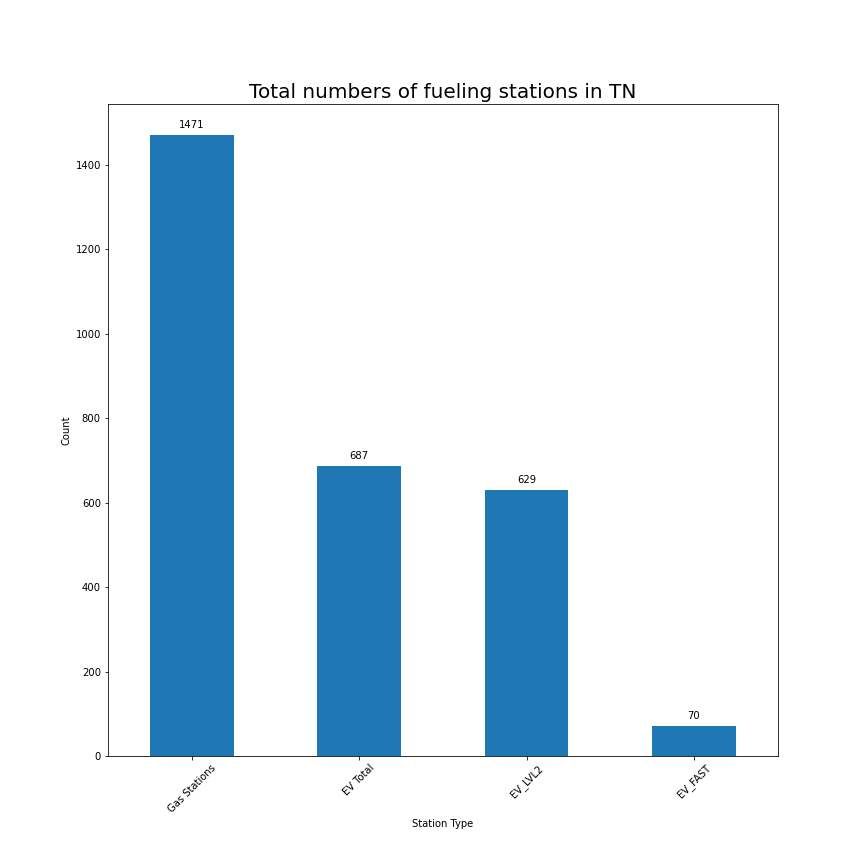 Total numbers of fueling stations in TN
1471
1400
1200
1000
800
687
629
600
400
200
70
0
Count
Gas Stations
EV Total
EV_LVL2
EV_FAST
Station Type